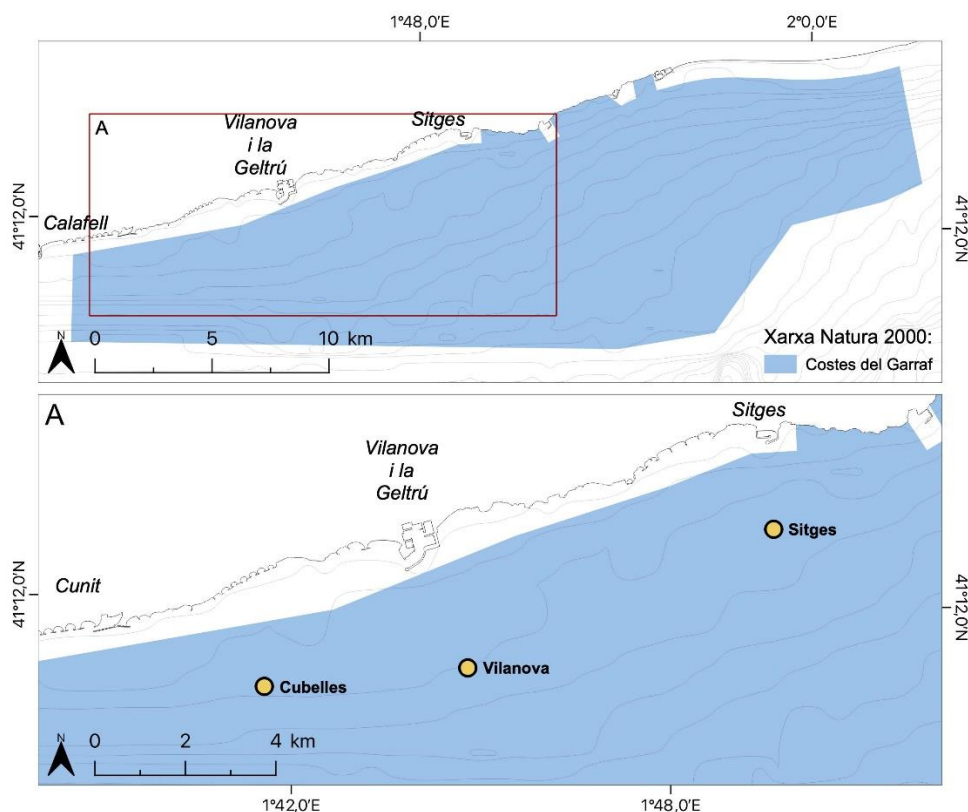 1°48,0'E
2°0,0'E
A
Vilanova
i la
Geltrú
Sitges
Calafell
41°12,0'N
41°12,0'N
N
0 5 10 km
Xarxa Natura 2000:
Costes del Garraf
A
Sitges
Vilanova
i la
Geltrú
Sitges
Cunit
41°12,0'N
41°12,0'N
Vilanova
Cubelles
N
0 2 4 km
1°42,0'E
1°48,0'E